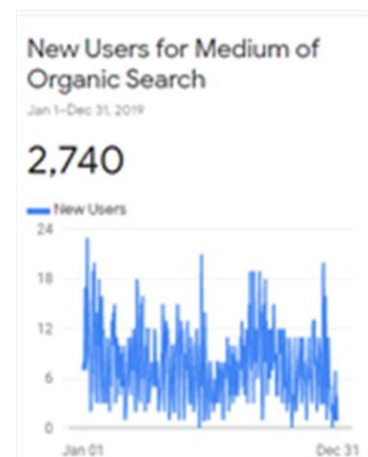 New Users for Medium of
Organic Search
Jan 1–Dec 31, 2019
2,740
New Users
24
18
12
6
0
Jan 01 Dec 31